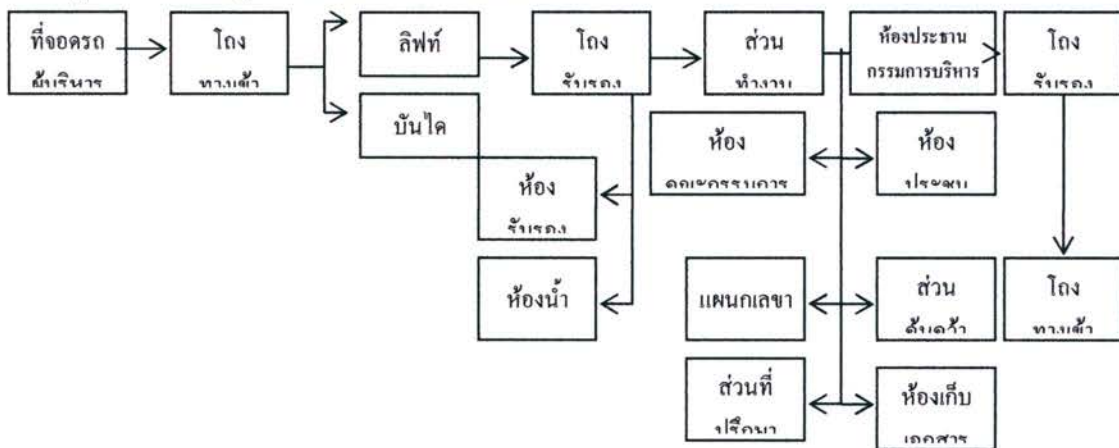 ที่จอดรถ
ผู้บริหาร
โถง
ทางเข้า
ลิฟท์
บันได
โถง
รับรอง
ส่วน
ทำงาน
ห้องประธาน
กรรมการบริหาร
โถง
รับรอง
ห้อง
รับรอง
ห้องน้ำ
ห้อง
คณะกรรมการ
ห้อง
ประชุม
แผนกเลขา
ส่วน
ค้นคว้า
โถง
ทางเข้า
ส่วนที่
ปรึกษา
ห้องเก็บ
เอกสาร